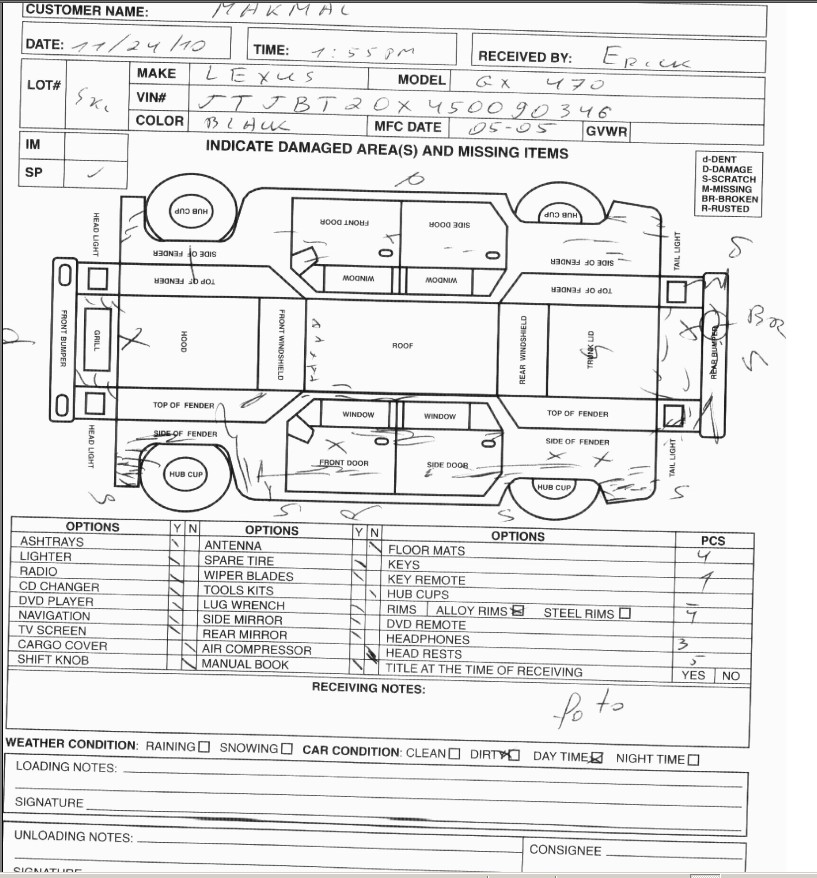 CUSTOMER NAME: MAKMAL
DATE: 11/24/10 TIME: 1:55PM RECEIVED BY: ERICK
LOT# SKL MAKE LEXUS MODEL GX 470
VIN# JTJBT20X450090346
COLOR BLACK MFC DATE 05-05 GVWR
IM
SP ✓
INDICATE DAMAGED AREA(S) AND MISSING ITEMS
d-DENT
D-DAMAGE
S-SCRATCH
M-MISSING
BR-BROKEN
R-RUSTED
HUB CUP HUB CUP
HEAD LIGHT SIDE OF FENDER FRONT DOOR SIDE DOOR SIDE OF FENDER TAIL LIGHT
TOP OF FENDER WINDOW WINDOW TOP OF FENDER
FRONT BUMPER GRILL HOOD FRONT WINDSHIELD ROOF REAR WINDSHIELD TRUNK LID REAR BUMPER
BR
S
TOP OF FENDER WINDOW WINDOW TOP OF FENDER
HEAD LIGHT SIDE OF FENDER FRONT DOOR SIDE DOOR SIDE OF FENDER TAIL LIGHT
HUB CUP HUB CUP
S S d S S
OPTIONS Y N OPTIONS Y N OPTIONS PCS
ASHTRAYS ANTENNA FLOOR MATS 4
LIGHTER SPARE TIRE KEYS
RADIO WIPER BLADES KEY REMOTE 1
CD CHANGER TOOLS KITS HUB CUPS
DVD PLAYER LUG WRENCH RIMS ALLOY RIMS STEEL RIMS 4
NAVIGATION SIDE MIRROR DVD REMOTE
TV SCREEN REAR MIRROR HEADPHONES 3
CARGO COVER AIR COMPRESSOR HEAD RESTS 5
SHIFT KNOB MANUAL BOOK TITLE AT THE TIME OF RECEIVING YES NO
RECEIVING NOTES:
WEATHER CONDITION: RAINING SNOWING CAR CONDITION: CLEAN DIRTY DAY TIME NIGHT TIME
LOADING NOTES:
SIGNATURE
UNLOADING NOTES:
CONSIGNEE
SIGNATURE